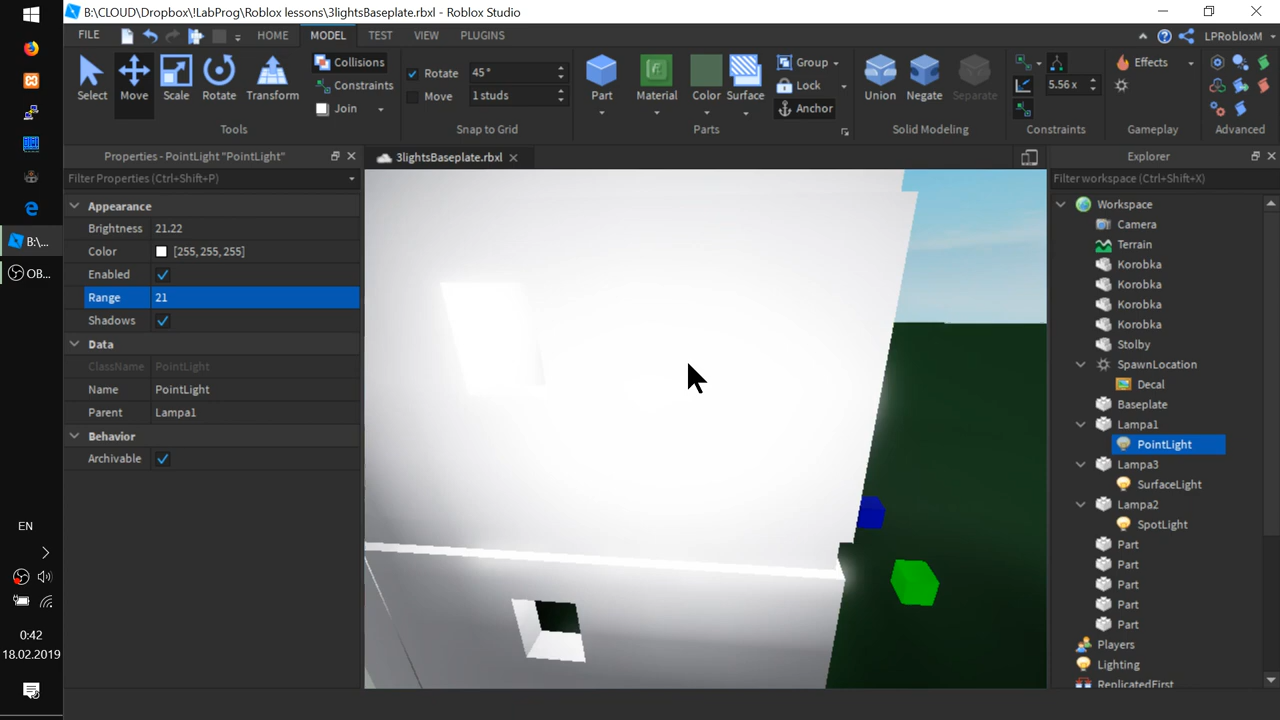 B:\CLOUD\Dropbox\!LabProg\Roblox lessons\3lightsBaseplate.rbxl - Roblox Studio
FILE HOME MODEL TEST VIEW PLUGINS LPRobloxM
Select Move Scale Rotate Transform
Collisions
Constraints
Join
Tools
Rotate 45°
Move 1 studs
Snap to Grid
Part Material Color Surface
Group
Lock
Anchor
Parts
Union Negate Separate
Solid Modeling
5.56 x
Constraints
Effects
Gameplay
Advanced
Properties - PointLight "PointLight"
Filter Properties (Ctrl+Shift+P)
Appearance
Brightness 21.22
Color [255, 255, 255]
Enabled
Range 21
Shadows
Data
ClassName PointLight
Name PointLight
Parent Lampa1
Behavior
Archivable
3lightsBaseplate.rbxl
Explorer
Filter workspace (Ctrl+Shift+X)
Workspace
Camera
Terrain
Korobka
Korobka
Korobka
Korobka
Stolby
SpawnLocation
Decal
Baseplate
Lampa1
PointLight
Lampa3
SurfaceLight
Lampa2
SpotLight
Part
Part
Part
Part
Part
Players
Lighting
ReplicatedFirst
B:\...
OB...
EN
0:42
18.02.2019